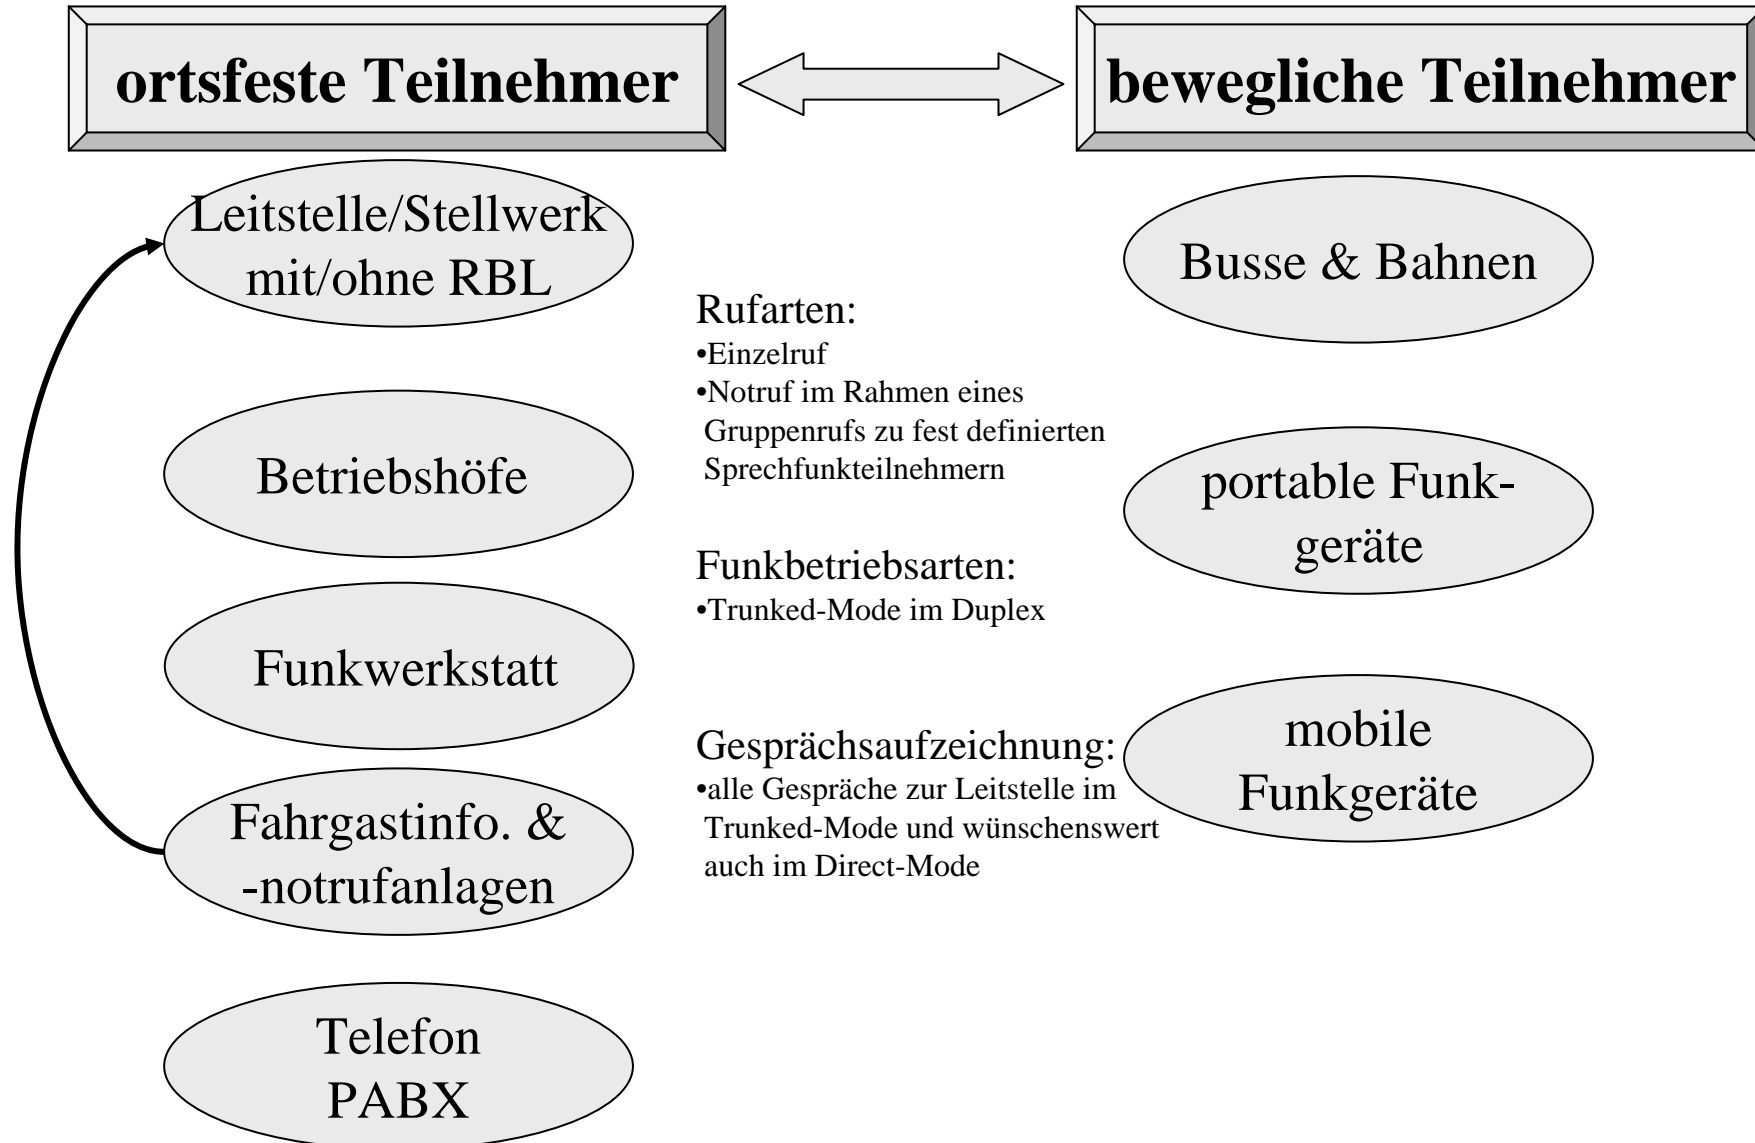 ortsfeste Teilnehmer
bewegliche Teilnehmer
Leitstelle/Stellwerk
mit/ohne RBL
Betriebshöfe
Funkwerkstatt
Fahrgastinfo. &
-notrufanlagen
Telefon
PABX
Rufarten:
•Einzelruf
•Notruf im Rahmen eines
Gruppenrufs zu fest definierten
Sprechfunkteilnehmern
Funkbetriebsarten:
•Trunked-Mode im Duplex
Gesprächsaufzeichnung:
•alle Gespräche zur Leitstelle im
Trunked-Mode und wünschenswert
auch im Direct-Mode
Busse & Bahnen
portable Funk-
geräte
mobile
Funkgeräte